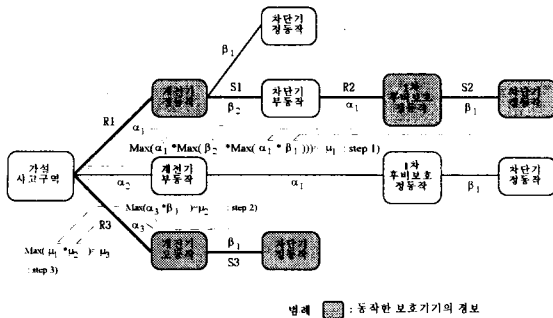 차단기
정동작
β₁
계전기
정동작
S1
β₂
차단기
부동작
R2
α₁
1차
후비보호
정동작
S2
β₁
차단기
정동작
R1
α₁
Max(α₁ *Max(β₂ *Max(α₁ * β₁)))→μ₁ : step 1)
가설
사고구역
α₂
계전기
부동작
α₁
1차
후비보호
정동작
β₁
차단기
정동작
R3
α₃
Max(α₃*β₁)→μ₂ : step 2)
Max(μ₁ *μ₂ )→μ₃
: step 3)
계전기
오동작
β₁
S3
차단기
정동작
범례 : 동작한 보호기기의 경보